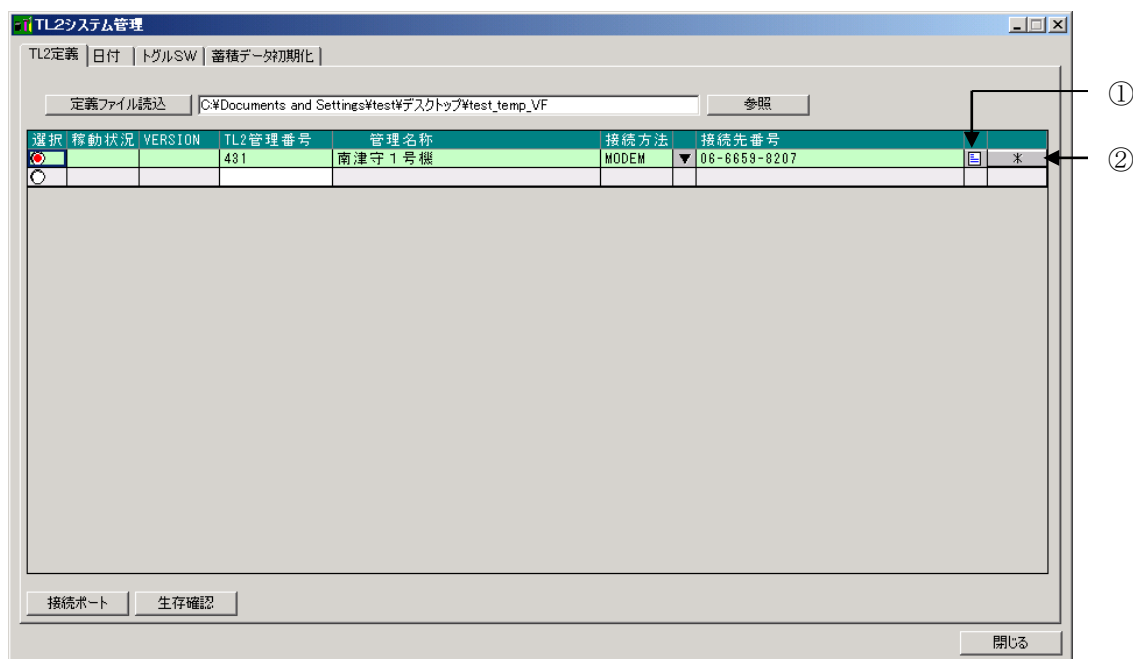 TL2システム管理
TL2定義 日付 トグルSW 蓄積データ初期化
定義ファイル読込 C:¥Documents and Settings¥test¥デスクトップ¥test_temp_VF 参照
①
選択 稼動状況 VERSION TL2管理番号 管理名称 接続方法 接続先番号
431 南津守1号機 MODEM ▼ 06-6659-8207 *
②
接続ポート 生存確認
閉じる